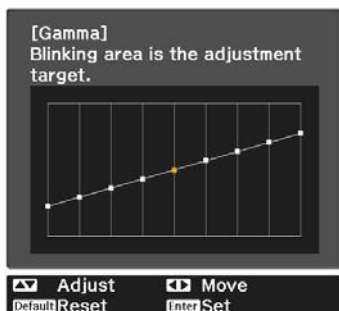 [Gamma]
Blinking area is the adjustment
target.
Adjust Move
Default Reset Enter Set